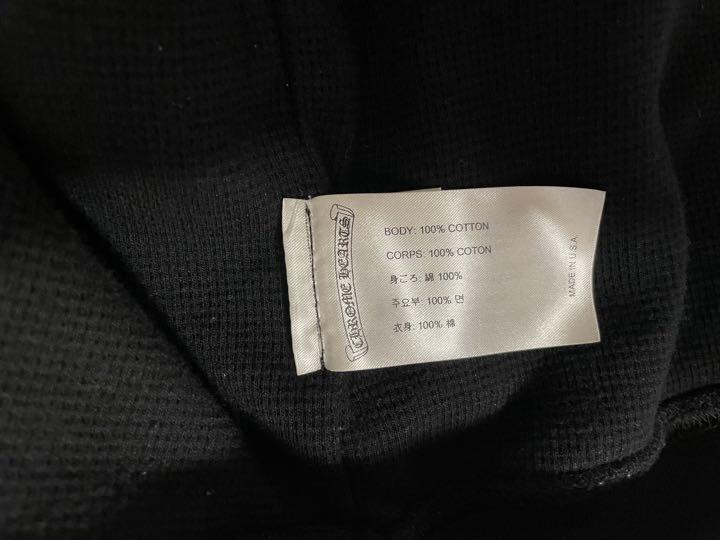 CHROME HEARTS
BODY: 100% COTTON
CORPS: 100% COTON
身ごろ: 綿 100%
주요부: 100% 면
衣身: 100% 棉
MADE IN U.S.A.